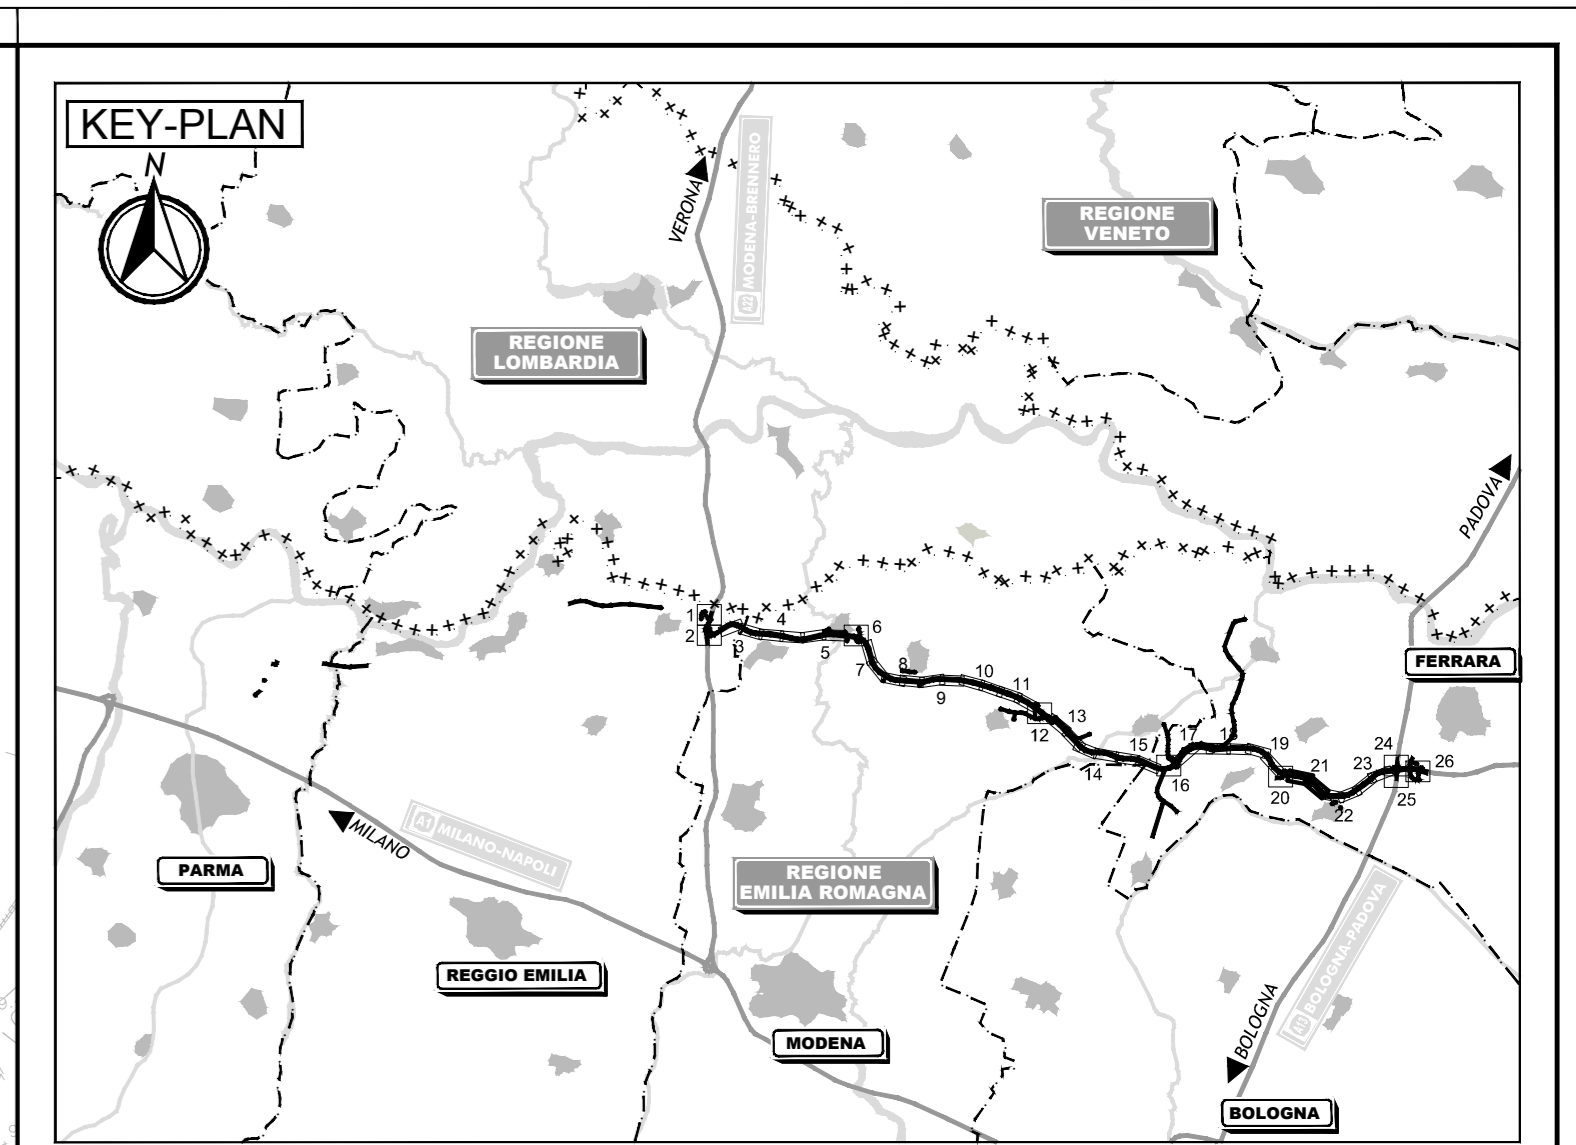 KEY-PLAN
N
VERONA
A22 MODENA-BRENNERO
REGIONE
VENETO
REGIONE
LOMBARDIA
PADOVA
1
2
3
4
5
6
7
8
9
10
11
12
13
14
15
16
17
18
19
20
21
22
23
24
25
26
FERRARA
MILANO
A1 MILANO-NAPOLI
PARMA
REGIONE
EMILIA ROMAGNA
REGGIO EMILIA
MODENA
BOLOGNA
A13 BOLOGNA-PADOVA
BOLOGNA